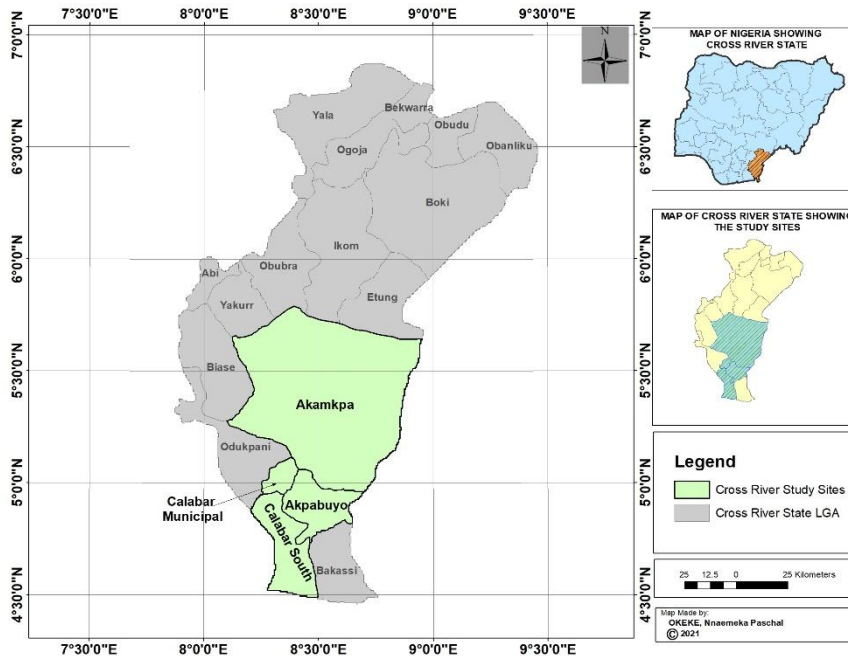 7°30'0"E 8°0'0"E 8°30'0"E 9°0'0"E 9°30'0"E
7°0'0"N
6°30'0"N
6°0'0"N
5°30'0"N
5°0'0"N
4°30'0"N
N
Yala
Bekwarra
Obudu
Obanliku
Ogoja
Boki
Ikom
Abi
Obubra
Yakurr
Etung
Biase
Akamkpa
Odukpani
Calabar
Municipal
Akpabuyo
Calabar South
Bakassi
7°0'0"N
6°30'0"N
6°0'0"N
5°30'0"N
5°0'0"N
4°30'0"N
7°30'0"E 8°0'0"E 8°30'0"E 9°0'0"E 9°30'0"E
MAP OF NIGERIA SHOWING
CROSS RIVER STATE
MAP OF CROSS RIVER STATE SHOWING
THE STUDY SITES
Legend
Cross River Study Sites
Cross River State LGA
25 12.5 0 25 Kilometers
Map Made by:
OKEKE, Nnaemeka Paschal
© 2021